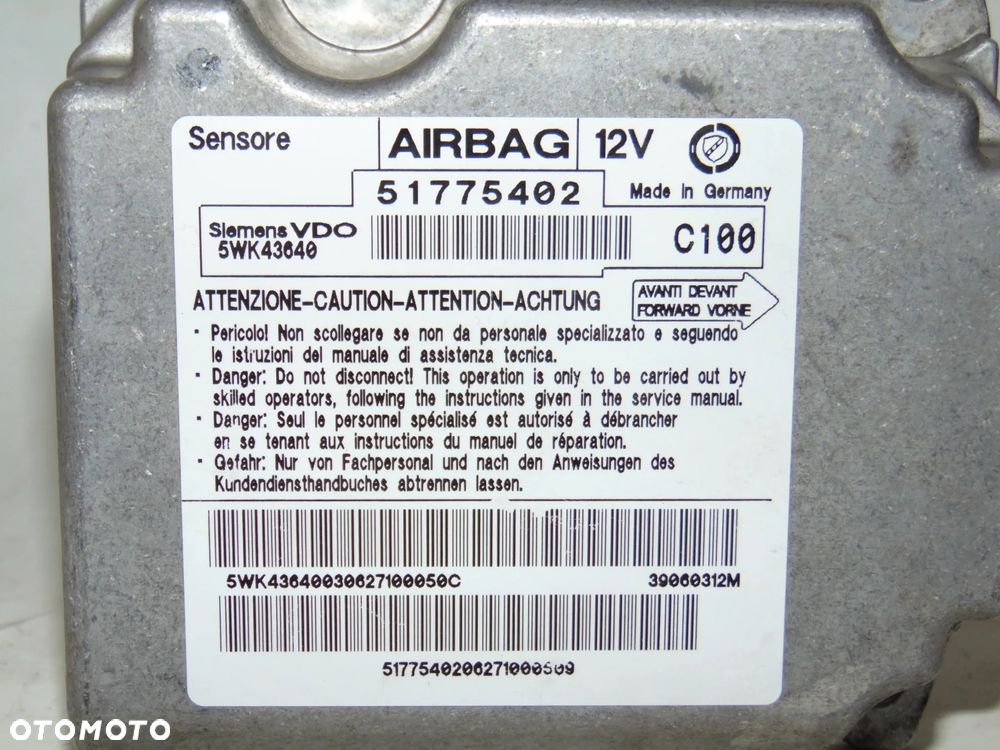 Sensore AIRBAG 12V
51775402 Made in Germany
Siemens VDO C100
5WK43640
ATTENZIONE-CAUTION-ATTENTION-ACHTUNG
AVANTI DEVANT
FORWARD VORNE
· Pericolo! Non scollegare se non da personale specializzato e seguendo
le istruzioni del manuale di assistenza tecnica.
· Danger: Do not disconnect! This operation is only to be carried out by
skilled operators, following the instructions given in the service manual.
· Danger: Seul le personnel spécialisé est autorisé à débrancher
en se tenant aux instructions du manuel de réparation.
· Gefahr: Nur von Fachpersonal und nach den Anweisungen des
Kundendiensthandbuches abtrennen lassen.
5WK43640030627100050C 39060312M
5177540206271000509
OTOMOTO